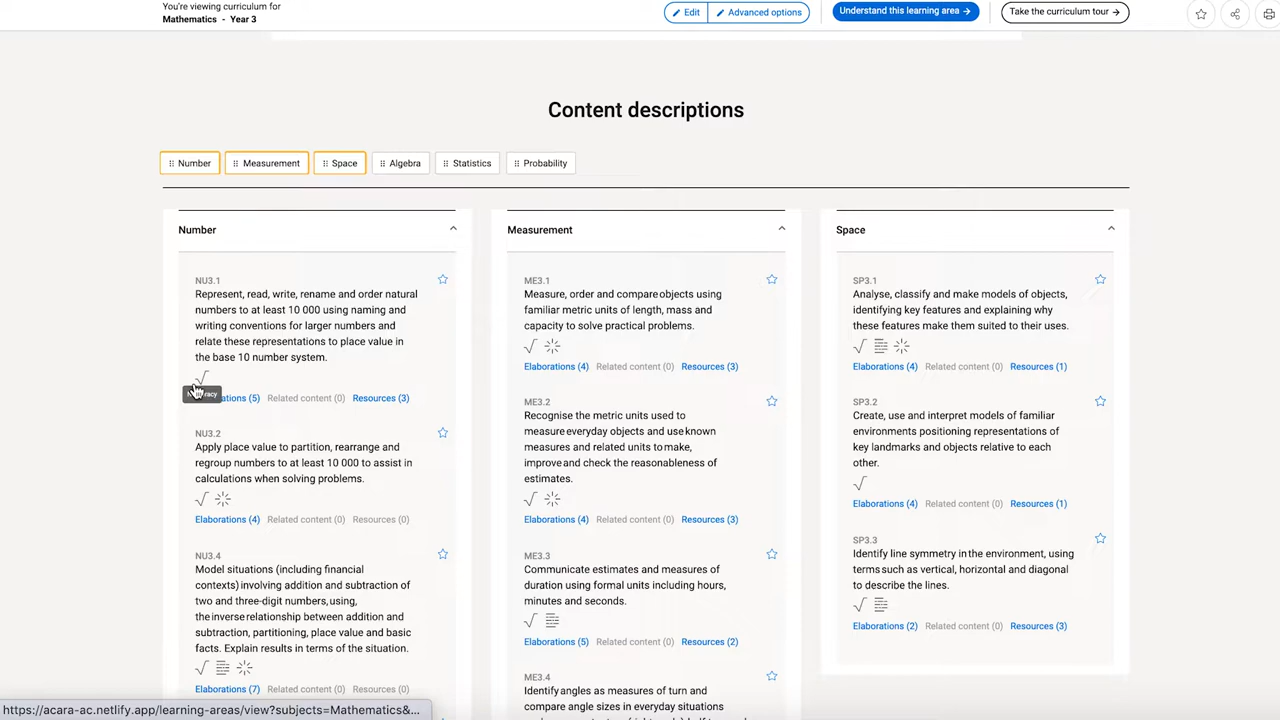 You're viewing curriculum for
Mathematics - Year 3
Edit
Advanced options
Understand this learning area →
Take the curriculum tour →
Content descriptions
Number
Measurement
Space
Algebra
Statistics
Probability
Number
NU3.1
Represent, read, write, rename and order natural
numbers to at least 10 000 using naming and
writing conventions for larger numbers and
relate these representations to place value in
the base 10 number system.
(5) Related content (0) Resources (3)
NU3.2
Apply place value to partition, rearrange and
regroup numbers to at least 10 000 to assist in
calculations when solving problems.
Elaborations (4) Related content (0) Resources (0)
NU3.4
Model situations (including financial
contexts) involving addition and subtraction of
two and three-digit numbers, using,
the inverse relationship between addition and
subtraction, partitioning, place value and basic
facts. Explain results in terms of the situation.
Elaborations (7) Related content (0) Resources (0)
Measurement
ME3.1
Measure, order and compare objects using
familiar metric units of length, mass and
capacity to solve practical problems.
Elaborations (4) Related content (0) Resources (3)
ME3.2
Recognise the metric units used to
measure everyday objects and use known
measures and related units to make,
improve and check the reasonableness of
estimates.
Elaborations (4) Related content (0) Resources (3)
ME3.3
Communicate estimates and measures of
duration using formal units including hours,
minutes and seconds.
Elaborations (5) Related content (0) Resources (2)
ME3.4
Identify angles as measures of turn and
compare angle sizes in everyday situations
Space
SP3.1
Analyse, classify and make models of objects,
identifying key features and explaining why
these features make them suited to their uses.
Elaborations (4) Related content (0) Resources (1)
SP3.2
Create, use and interpret models of familiar
environments positioning representations of
key landmarks and objects relative to each
other.
Elaborations (4) Related content (0) Resources (1)
SP3.3
Identify line symmetry in the environment, using
terms such as vertical, horizontal and diagonal
to describe the lines.
Elaborations (2) Related content (0) Resources (3)
https://acara-ac.netlify.app/learning-areas/view?subjects=Mathematics&...